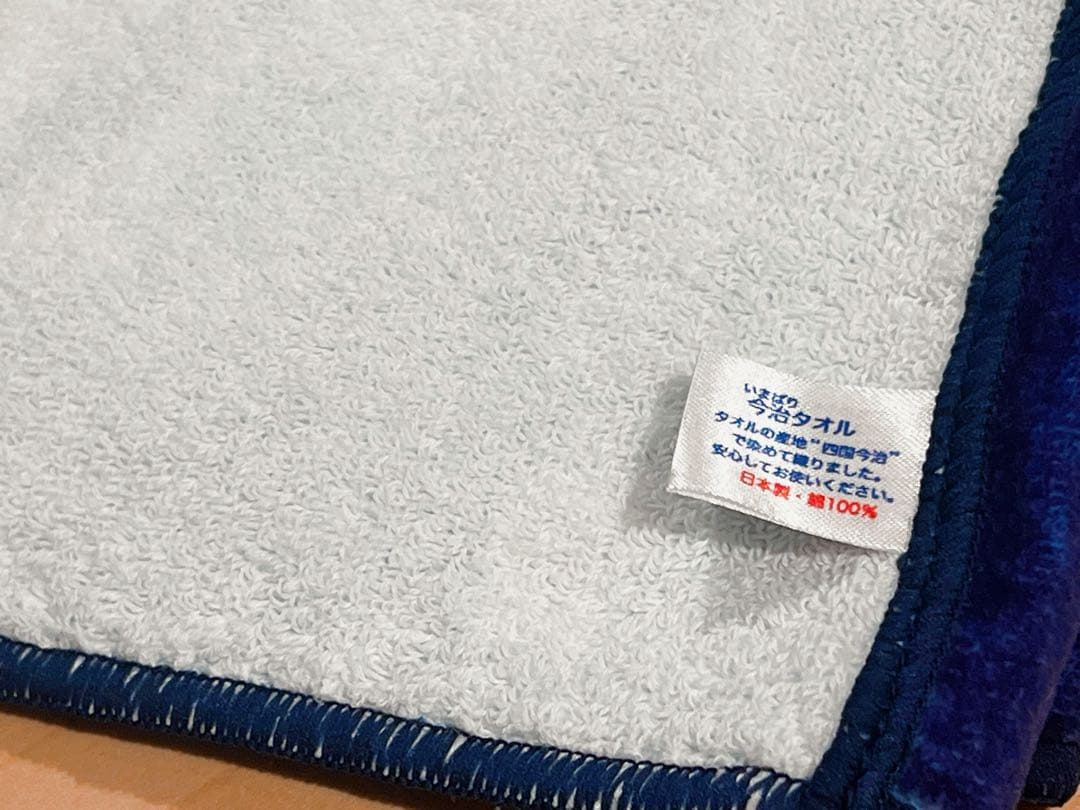 いまばり
今治タオル
タオルの産地"四国今治"
で染めて織りました。
安心してお使いください。
日本製・綿100%